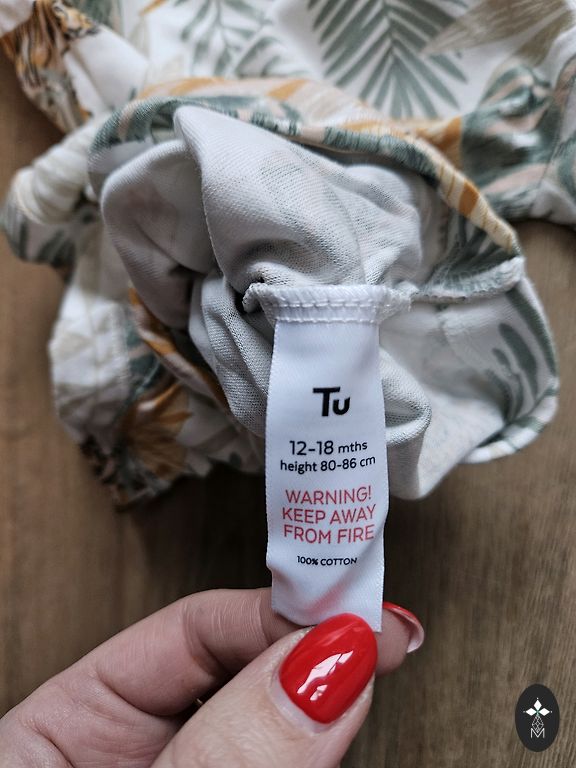 Tu
12-18 mths
height 80-86 cm
WARNING!
KEEP AWAY
FROM FIRE
100% COTTON
M